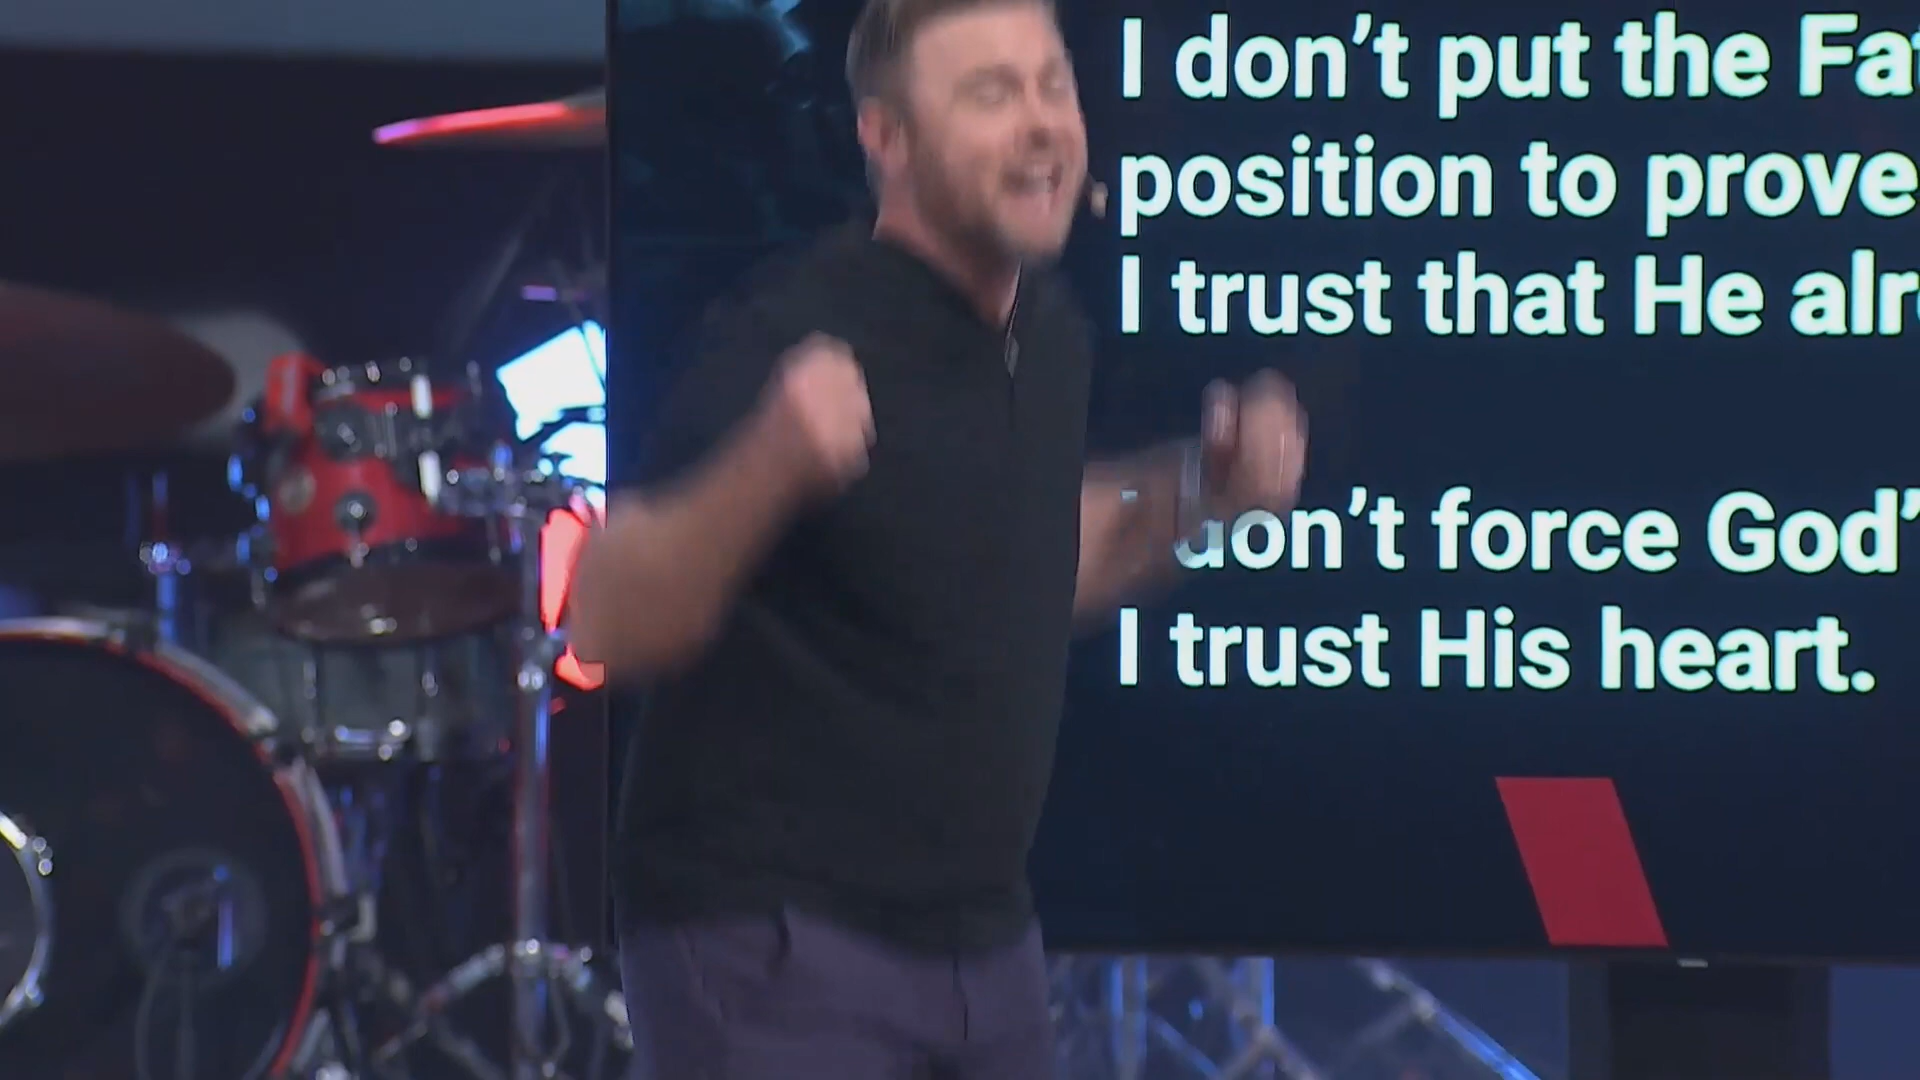 I don’t put the Fa
position to prove
I trust that He alr
don’t force God’
I trust His heart.